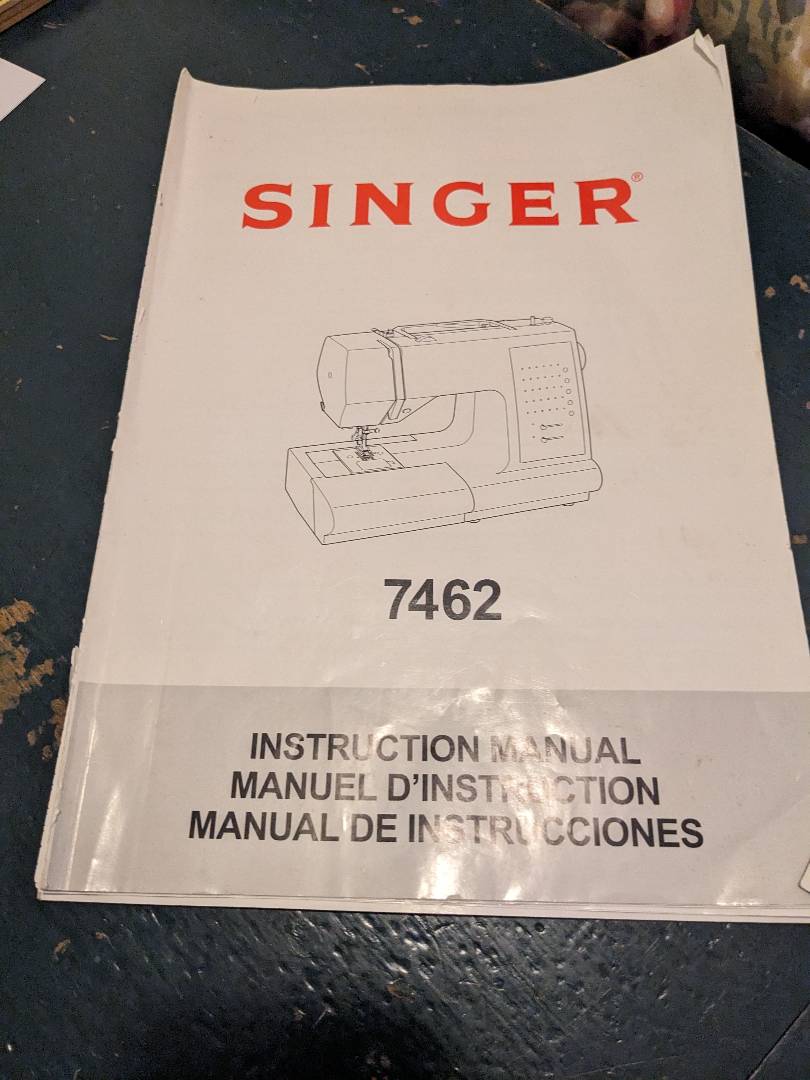 SINGER®
7462
INSTRUCTION MANUAL
MANUEL D'INSTRUCTION
MANUAL DE INSTRUCCIONES